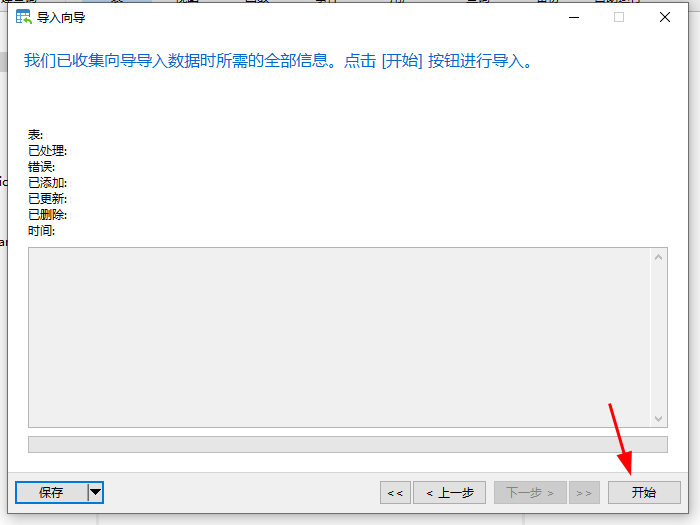 导入向导
我们已收集向导导入数据时所需的全部信息。点击 [开始] 按钮进行导入。
表:
已处理:
错误:
已添加:
已更新:
已删除:
时间:
保存
<<
< 上一步
下一步 >
>>
开始